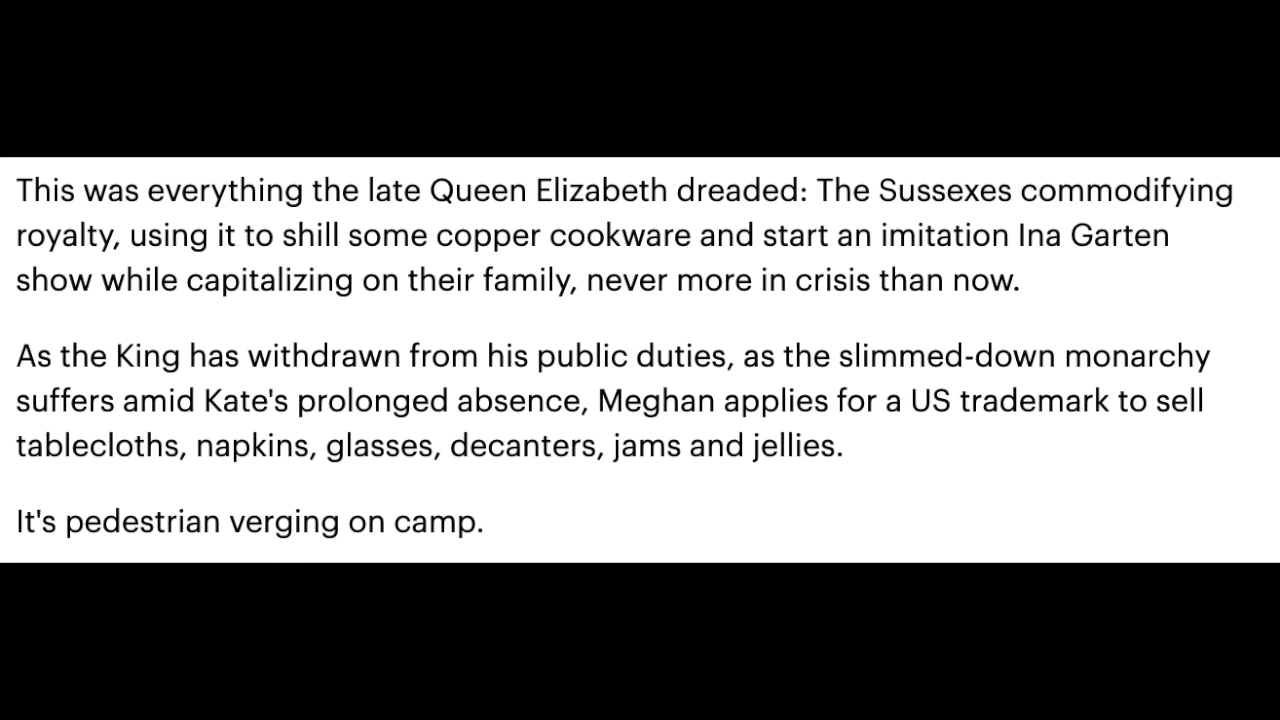 This was everything the late Queen Elizabeth dreaded: The Sussexes commodifying
royalty, using it to shill some copper cookware and start an imitation Ina Garten
show while capitalizing on their family, never more in crisis than now.
As the King has withdrawn from his public duties, as the slimmed-down monarchy
suffers amid Kate's prolonged absence, Meghan applies for a US trademark to sell
tablecloths, napkins, glasses, decanters, jams and jellies.
It's pedestrian verging on camp.